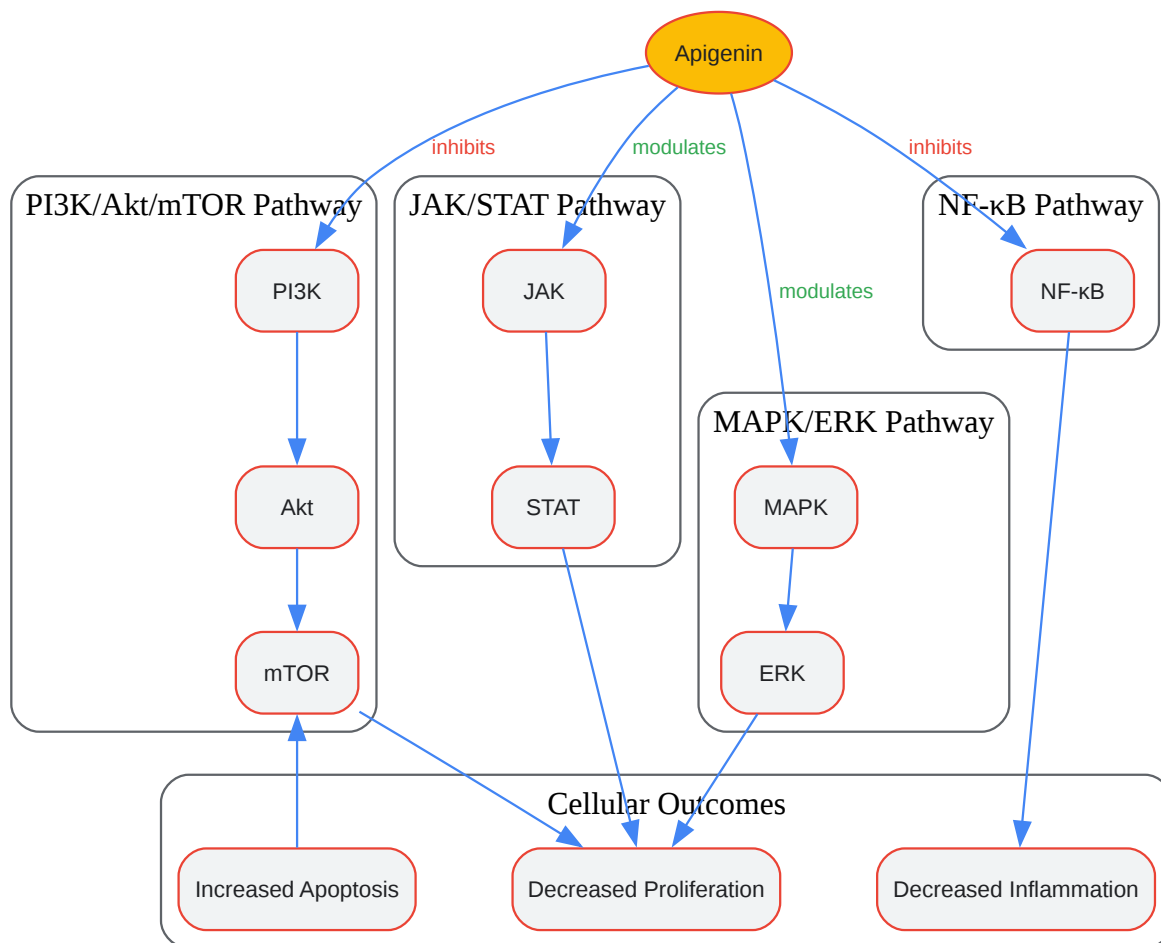 Apigenin
inhibits
modulates
inhibits
PI3K/Akt/mTOR Pathway
JAK/STAT Pathway
NF-κB Pathway
PI3K
JAK
modulates
NF-κB
MAPK/ERK Pathway
Akt
STAT
MAPK
mTOR
ERK
Cellular Outcomes
Increased Apoptosis
Decreased Proliferation
Decreased Inflammation